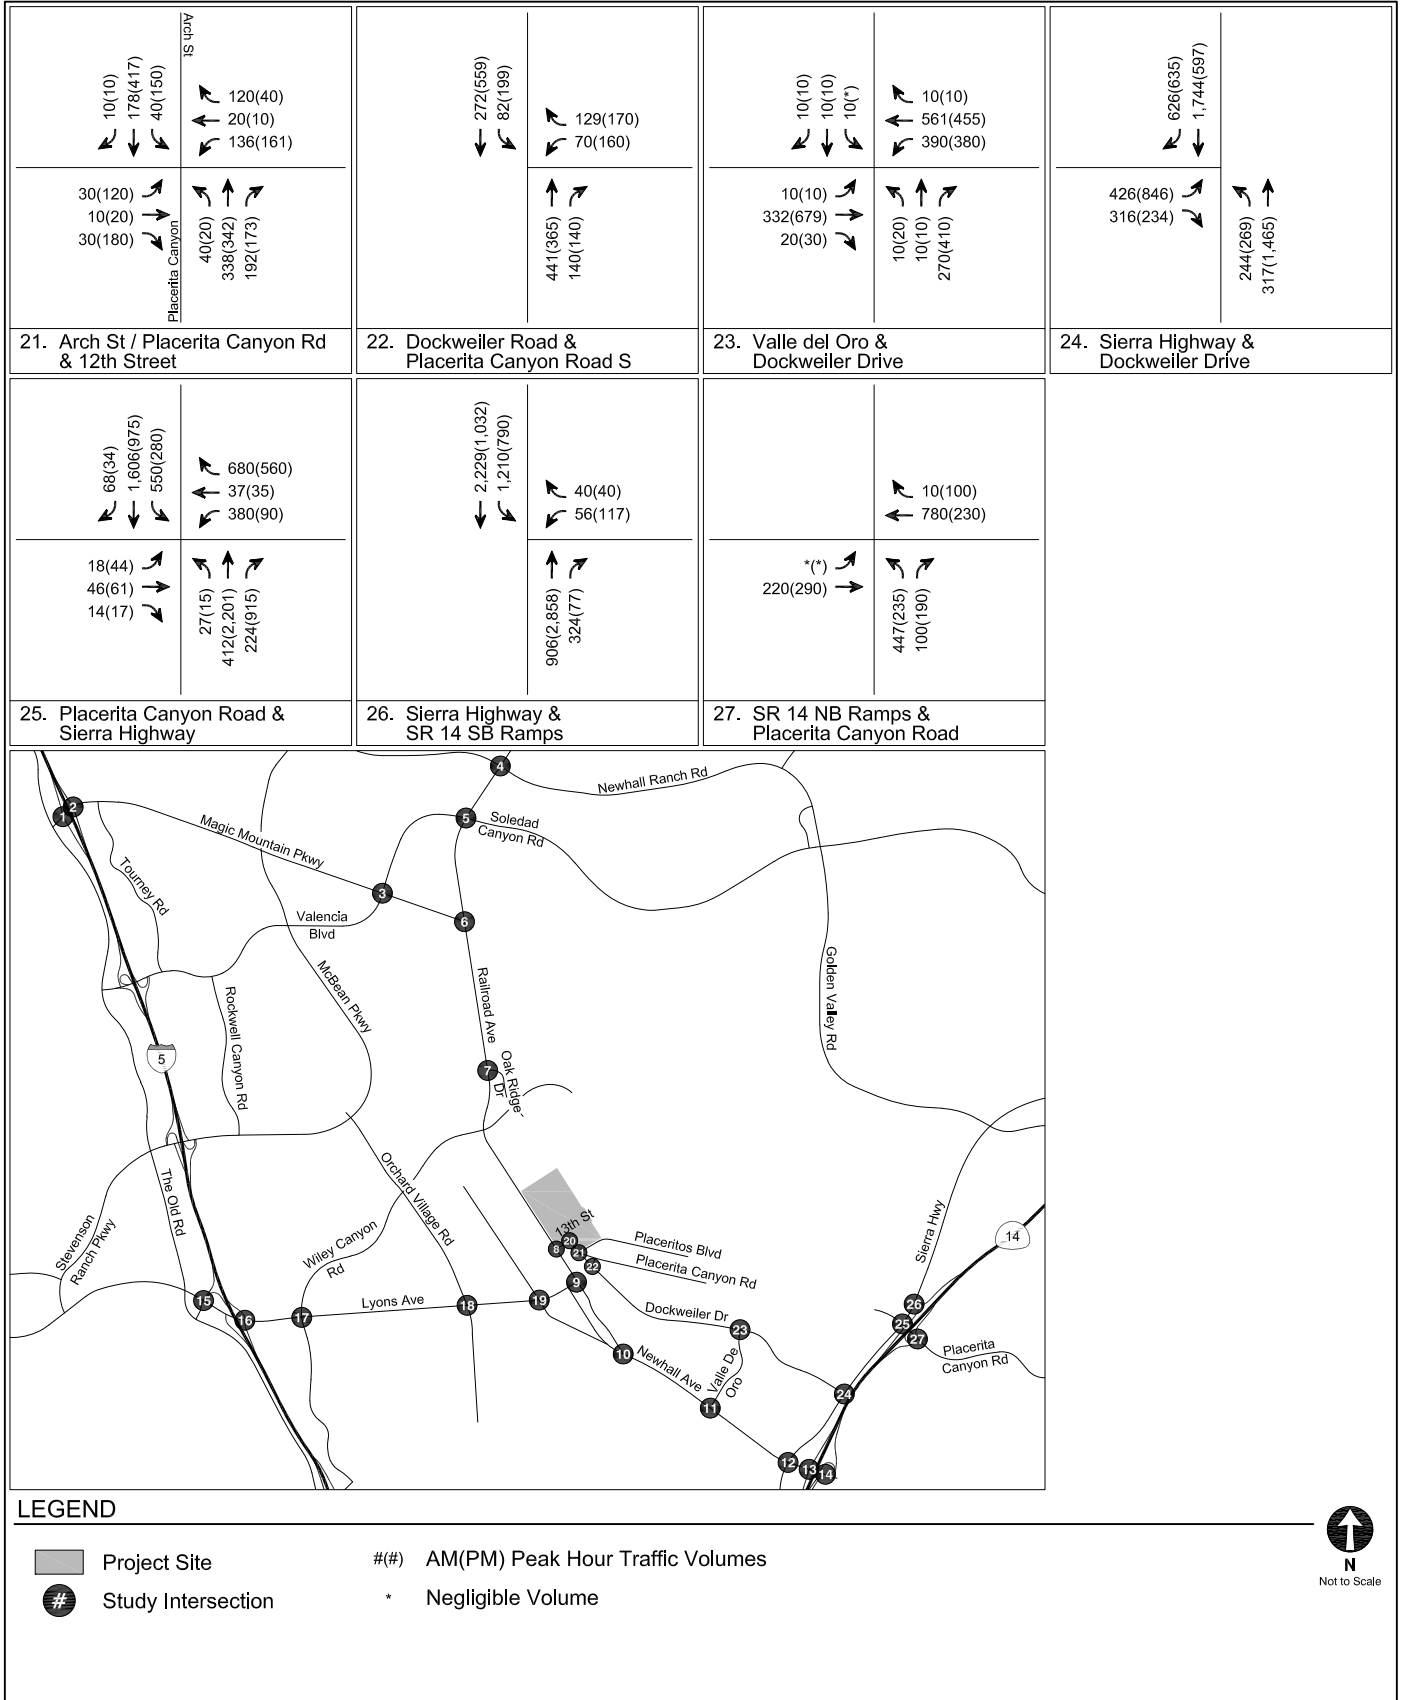 Arch St
10(10)
178(417)
40(150)
120(40)
20(10)
136(161)
30(120)
10(20)
30(180)
Placerita Canyon
40(20)
338(342)
192(173)
21. Arch St / Placerita Canyon Rd
& 12th Street
272(559)
82(199)
129(170)
70(160)
441(365)
140(140)
22. Dockweiler Road &
Placerita Canyon Road S
10(10)
10(10)
10(*)
10(10)
561(455)
390(380)
10(10)
332(679)
20(30)
10(20)
10(10)
270(410)
23. Valle del Oro &
Dockweiler Drive
626(635)
1,744(597)
426(846)
316(234)
244(269)
317(1,465)
24. Sierra Highway &
Dockweiler Drive
68(34)
1,606(975)
550(280)
680(560)
37(35)
380(90)
18(44)
46(61)
14(17)
27(15)
412(2,201)
224(915)
25. Placerita Canyon Road &
Sierra Highway
2,229(1,032)
1,210(790)
40(40)
56(117)
906(2,858)
324(77)
26. Sierra Highway &
SR 14 SB Ramps
10(100)
780(230)
*(*)
220(290)
447(235)
100(190)
27. SR 14 NB Ramps &
Placerita Canyon Road
4
Newhall Ranch Rd
2
1
Magic Mountain Pkwy
5
Soledad
Canyon Rd
Tourney Rd
3
Valencia
Blvd
6
McBean Pkwy
Railroad Ave
Golden Valley Rd
Rockwell Canyon Rd
5
7
Oak Ridge
Dr
The Old Rd
Orchard Village Rd
Stevenson
Ranch Pkwy
Wiley Canyon
Rd
13th St
8
20
21
22
Placeritos Blvd
Placerita Canyon Rd
Sierra Hwy
14
9
15
16
17
Lyons Ave
18
19
Dockweiler Dr
23
26
25
27
Placerita
Canyon Rd
10
Newhall Ave
Valle De
Oro
11
24
12
13
14
LEGEND
Project Site
#(#) AM(PM) Peak Hour Traffic Volumes
# Study Intersection
* Negligible Volume
N
Not to Scale